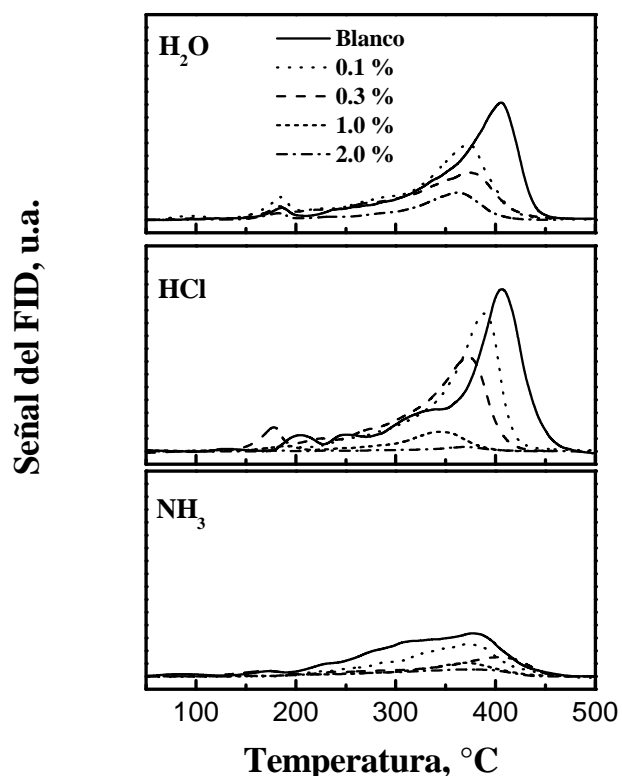 H₂O
Blanco
0.1 %
0.3 %
1.0 %
2.0 %
HCl
NH₃
Señal del FID, u.a.
100 200 300 400 500
Temperatura, °C